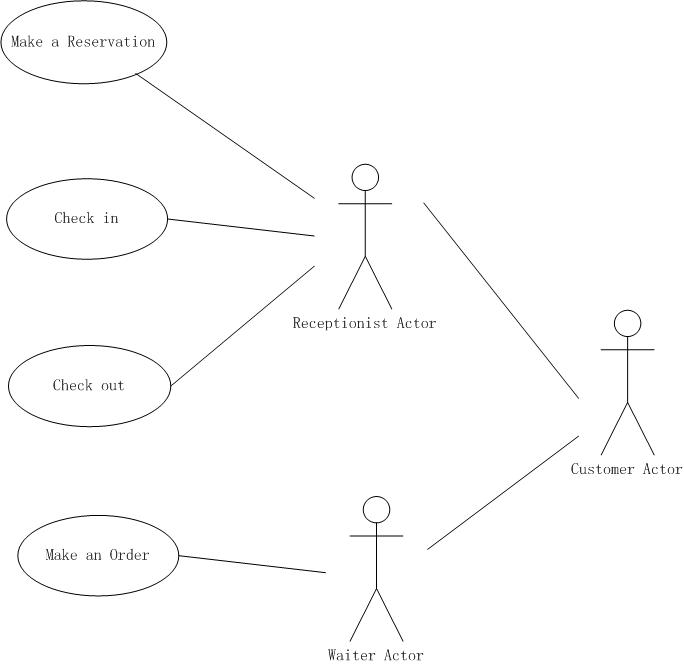 Make a Reservation
Check in
Receptionist Actor
Check out
Customer Actor
Make an Order
Waiter Actor